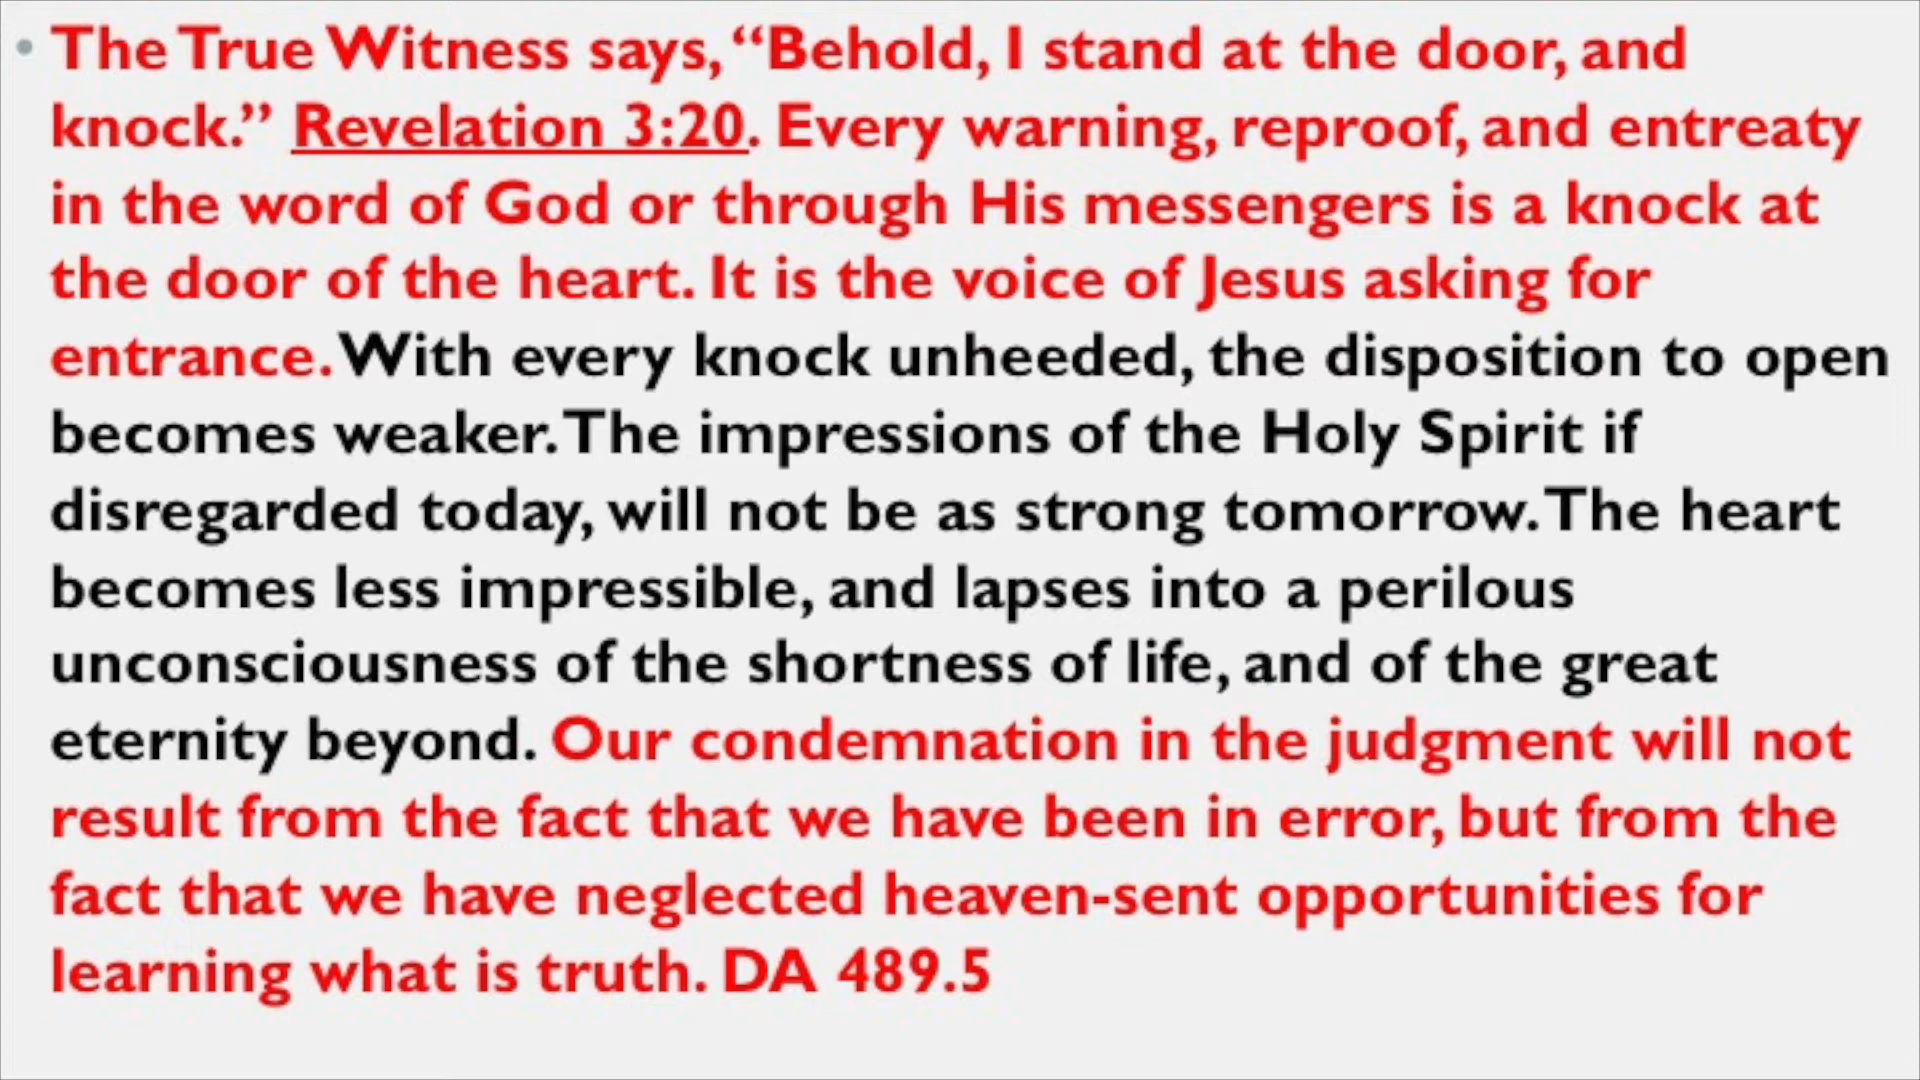 • The True Witness says, “Behold, I stand at the door, and
knock.” Revelation 3:20. Every warning, reproof, and entreaty
in the word of God or through His messengers is a knock at
the door of the heart. It is the voice of Jesus asking for
entrance. With every knock unheeded, the disposition to open
becomes weaker. The impressions of the Holy Spirit if
disregarded today, will not be as strong tomorrow. The heart
becomes less impressible, and lapses into a perilous
unconsciousness of the shortness of life, and of the great
eternity beyond. Our condemnation in the judgment will not
result from the fact that we have been in error, but from the
fact that we have neglected heaven-sent opportunities for
learning what is truth. DA 489.5